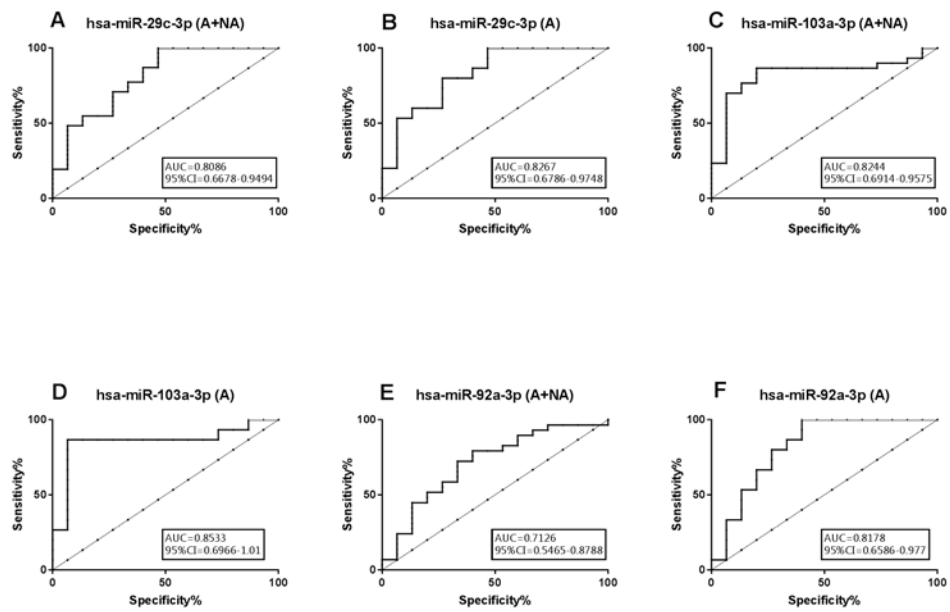 A hsa-miR-29c-3p (A+NA)
100
50
0
Sensitivity%
AUC=0.8086
95%CI=0.6678-0.9494
0 50 100
Specificity%
B hsa-miR-29c-3p (A)
100
50
0
Sensitivity%
AUC=0.8267
95%CI=0.6786-0.9748
0 50 100
Specificity%
C hsa-miR-103a-3p (A+NA)
100
50
0
Sensitivity%
AUC=0.8244
95%CI=0.6914-0.9575
0 50 100
Specificity%
D hsa-miR-103a-3p (A)
100
50
0
Sensitivity%
AUC=0.8533
95%CI=0.6966-1.01
0 50 100
Specificity%
E hsa-miR-92a-3p (A+NA)
100
50
0
Sensitivity%
AUC=0.7126
95%CI=0.5465-0.8788
0 50 100
Specificity%
F hsa-miR-92a-3p (A)
100
50
0
Sensitivity%
AUC=0.8178
95%CI=0.6586-0.977
0 50 100
Specificity%